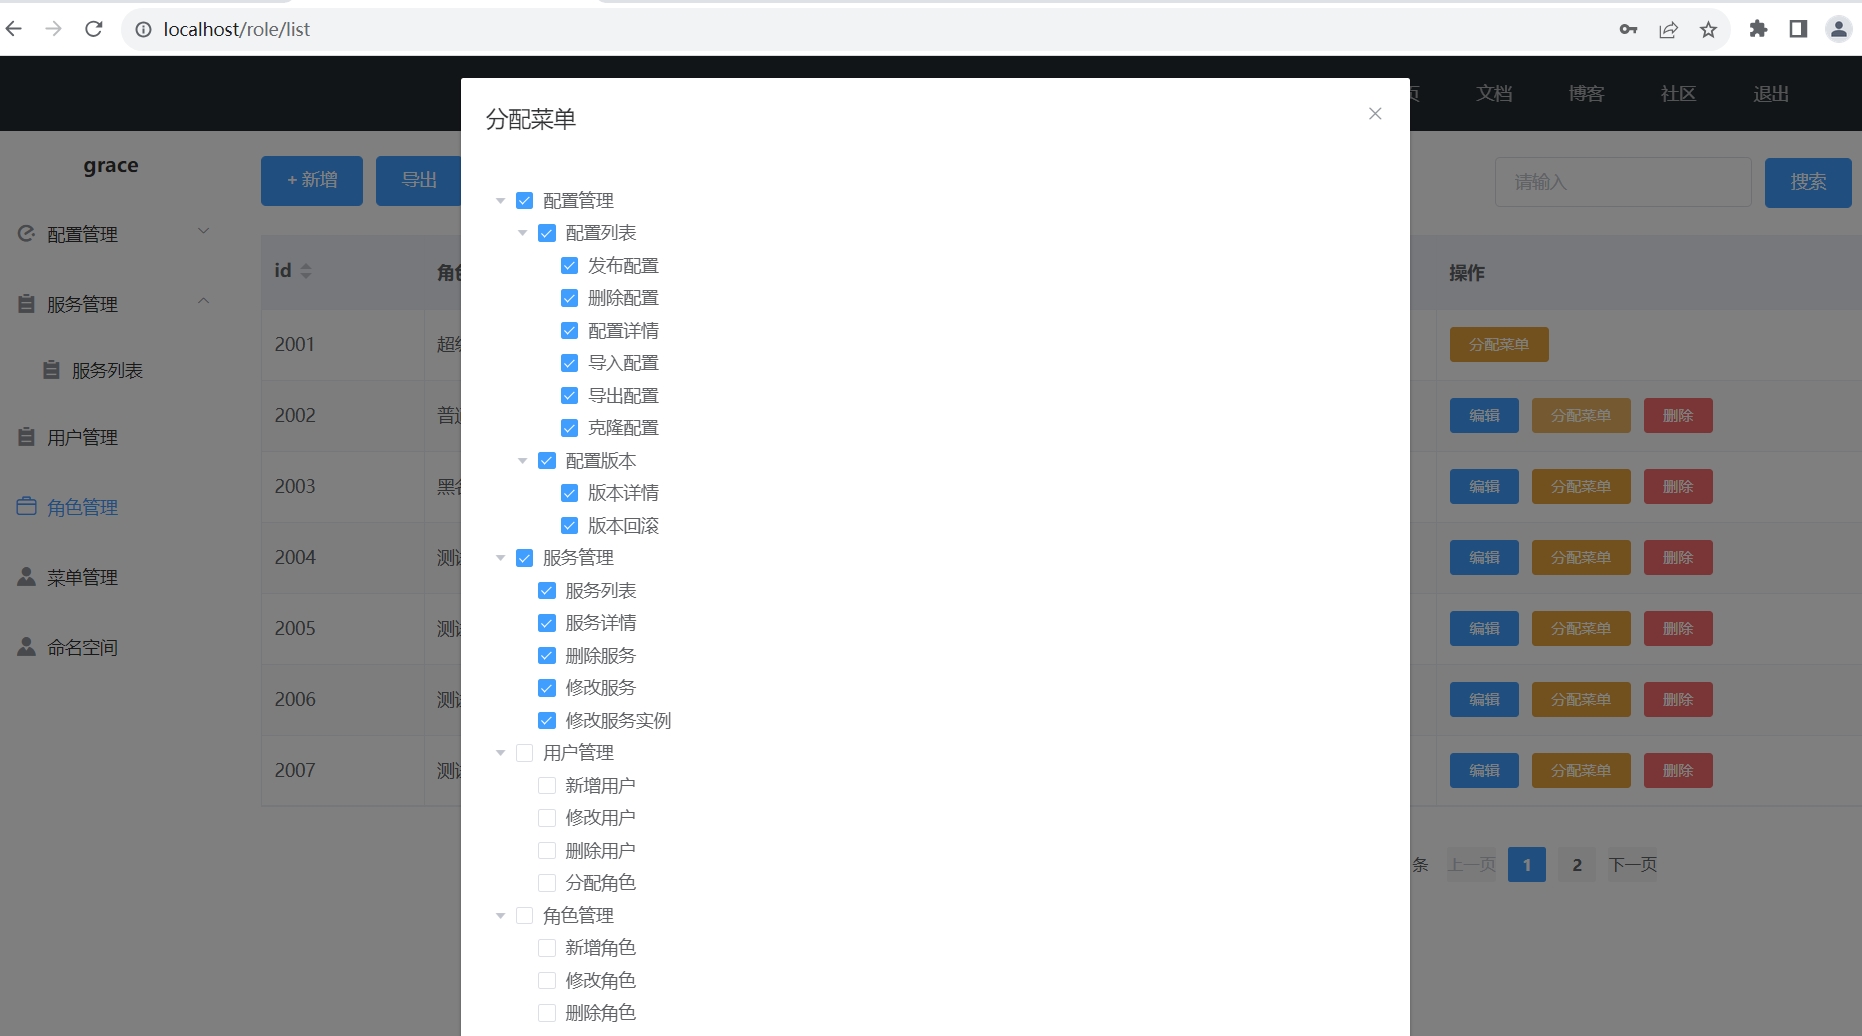 localhost/role/list
文档
博客
社区
退出
grace
配置管理
服务管理
服务列表
用户管理
角色管理
菜单管理
命名空间
+ 新增
导出
请输入
搜索
id
操作
2001
分配菜单
2002
编辑 分配菜单 删除
2003
编辑 分配菜单 删除
2004
编辑 分配菜单 删除
2005
编辑 分配菜单 删除
2006
编辑 分配菜单 删除
2007
编辑 分配菜单 删除
条 上一页 1 2 下一页
分配菜单
配置管理
配置列表
发布配置
删除配置
配置详情
导入配置
导出配置
克隆配置
配置版本
版本详情
版本回滚
服务管理
服务列表
服务详情
删除服务
修改服务
修改服务实例
用户管理
新增用户
修改用户
删除用户
分配角色
角色管理
新增角色
修改角色
删除角色